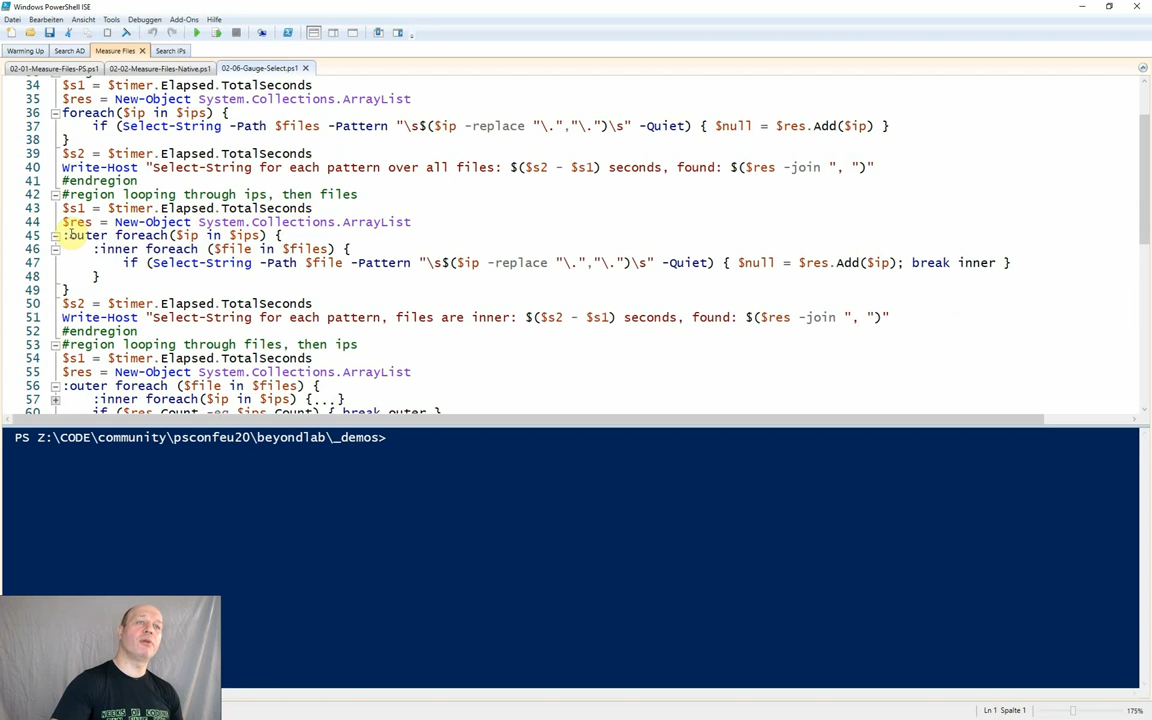 Windows PowerShell ISE
Datei Bearbeiten Ansicht Tools Debuggen Add-Ons Hilfe
Warming Up Search AD Measure Files Search IPs
02-01-Measure-Files-PS.ps1 02-02-Measure-Files-Native.ps1 02-06-Gauge-Select.ps1
34 $s1 = $timer.Elapsed.TotalSeconds
35 $res = New-Object System.Collections.ArrayList
36 foreach($ip in $ips) {
37 if (Select-String -Path $files -Pattern "\s$($ip -replace "\.","\.")\s" -Quiet) { $null = $res.Add($ip) }
38 }
39 $s2 = $timer.Elapsed.TotalSeconds
40 Write-Host "Select-String for each pattern over all files: $($s2 - $s1) seconds, found: $($res -join ", ")"
41 #endregion
42 #region looping through ips, then files
43 $s1 = $timer.Elapsed.TotalSeconds
44 $res = New-Object System.Collections.ArrayList
45 :outer foreach($ip in $ips) {
46 :inner foreach ($file in $files) {
47 if (Select-String -Path $file -Pattern "\s$($ip -replace "\.","\.")\s" -Quiet) { $null = $res.Add($ip); break inner }
48 }
49 }
50 $s2 = $timer.Elapsed.TotalSeconds
51 Write-Host "Select-String for each pattern, files are inner: $($s2 - $s1) seconds, found: $($res -join ", ")"
52 #endregion
53 #region looping through files, then ips
54 $s1 = $timer.Elapsed.TotalSeconds
55 $res = New-Object System.Collections.ArrayList
56 :outer foreach ($file in $files) {
57 :inner foreach($ip in $ips) {...}
60 if ($res.Count -eq $ips.Count) { break outer }
PS Z:\CODE\community\psconfeu20\beyondlab\_demos>
Ln 1 Spalte 1 175%